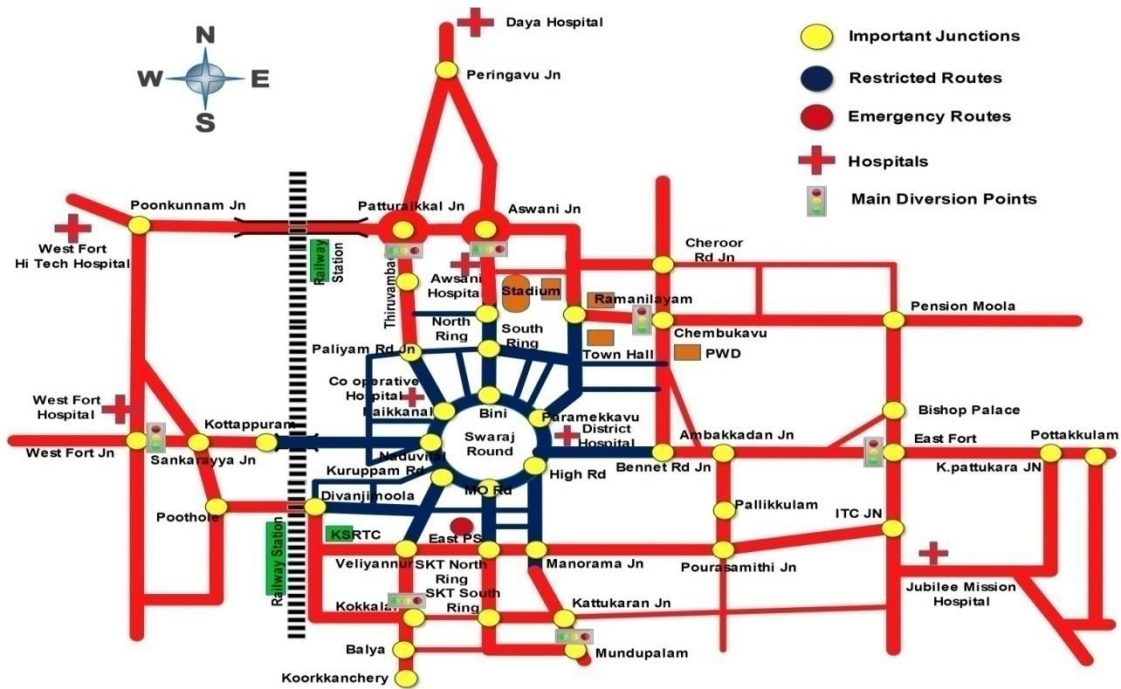 Daya Hospital
N
W E
S
Peringavu Jn
Important Junctions
Restricted Routes
Emergency Routes
Hospitals
Main Diversion Points
Poonkunnam Jn
Patturaikkal Jn
Aswani Jn
West Fort
Hi Tech Hospital
Railway
Station
Thiruvamba
Awsani
Hospital
Stadium
Cheroor
Rd Jn
Ramanilayam
Pension Moola
North
Ring
South
Ring
Chembukavu
Paliyam Rd Jn
Town Hall
PWD
Co operative
Hospital
West Fort
Hospital
Naikkanal
Bini
Paramekkavu
District
Hospital
Bishop Palace
Kottappuram
Swaraj
Round
Ambakkadan Jn
East Fort
Pottakkulam
West Fort Jn
Sankarayya Jn
Naduvilal
Kuruppam Rd
Bennet Rd Jn
K.pattukara JN
High Rd
MO Rd
Divanjimoola
Poothole
Pallikkulam
ITC JN
Railway Station
KSRTC
East PS
Veliyannur
SKT North
Ring
Manorama Jn
Pourasamithi Jn
SKT South
Ring
Kokkalai
Kattukaran Jn
Jubilee Mission
Hospital
Balya
Mundupalam
Koorkkanchery